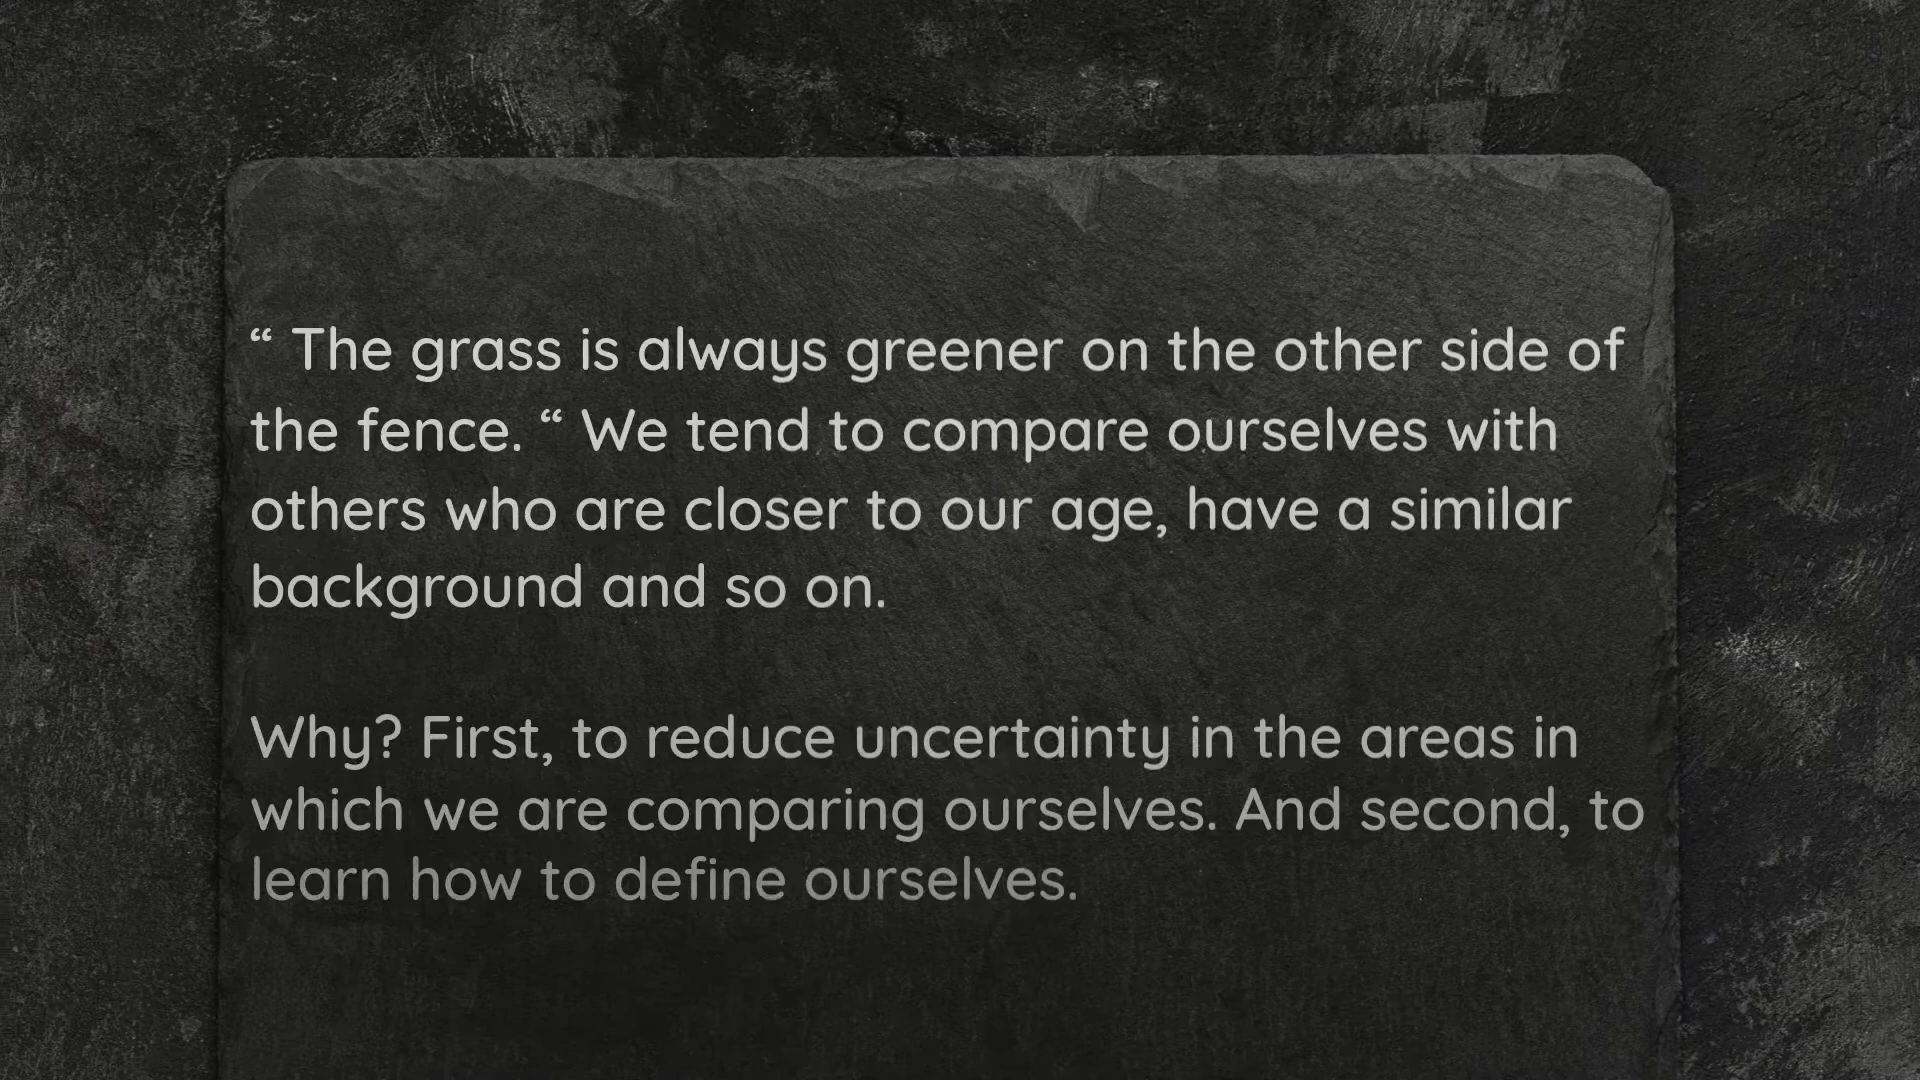 “ The grass is always greener on the other side of
the fence. “ We tend to compare ourselves with
others who are closer to our age, have a similar
background and so on.
Why? First, to reduce uncertainty in the areas in
which we are comparing ourselves. And second, to
learn how to define ourselves.